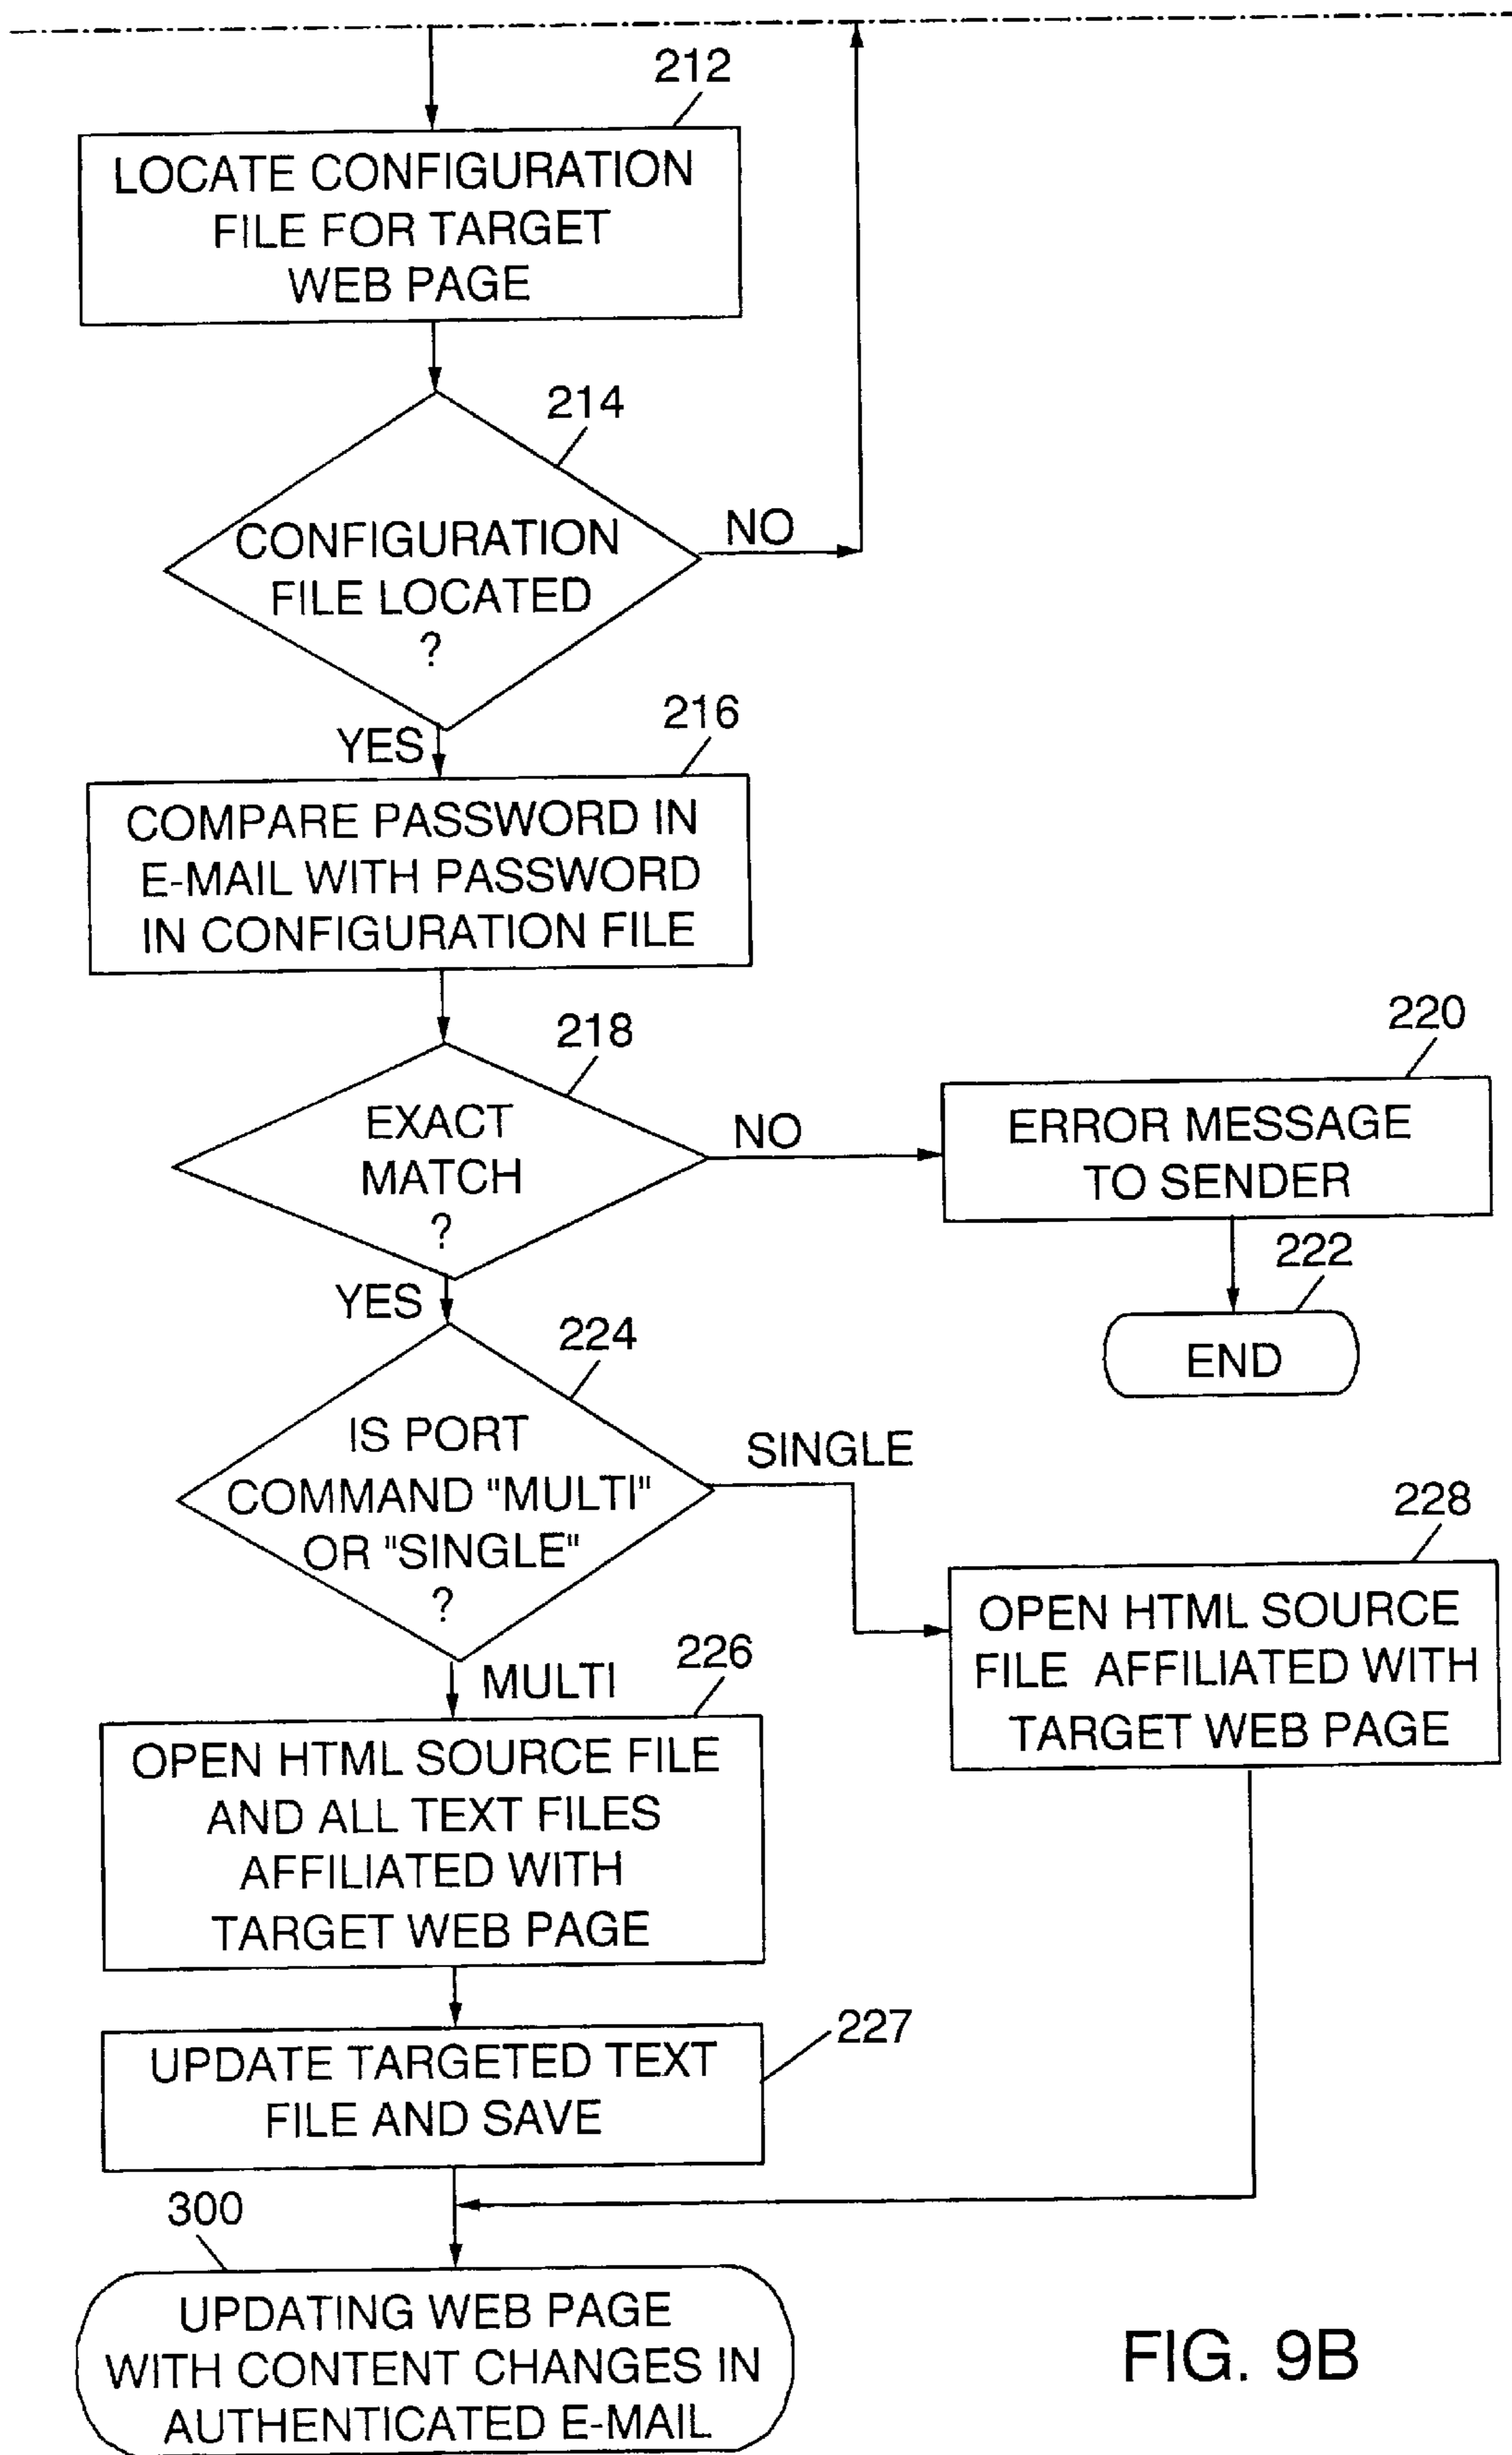 212
LOCATE CONFIGURATION
FILE FOR TARGET
WEB PAGE
214
CONFIGURATION
FILE LOCATED
?
NO
YES
216
COMPARE PASSWORD IN
E-MAIL WITH PASSWORD
IN CONFIGURATION FILE
218
EXACT
MATCH
?
NO
220
ERROR MESSAGE
TO SENDER
222
END
YES
224
IS PORT
COMMAND "MULTI"
OR "SINGLE"
?
SINGLE
228
OPEN HTML SOURCE
FILE AFFILIATED WITH
TARGET WEB PAGE
MULTI
226
OPEN HTML SOURCE FILE
AND ALL TEXT FILES
AFFILIATED WITH
TARGET WEB PAGE
227
UPDATE TARGETED TEXT
FILE AND SAVE
300
UPDATING WEB PAGE
WITH CONTENT CHANGES IN
AUTHENTICATED E-MAIL
FIG. 9B